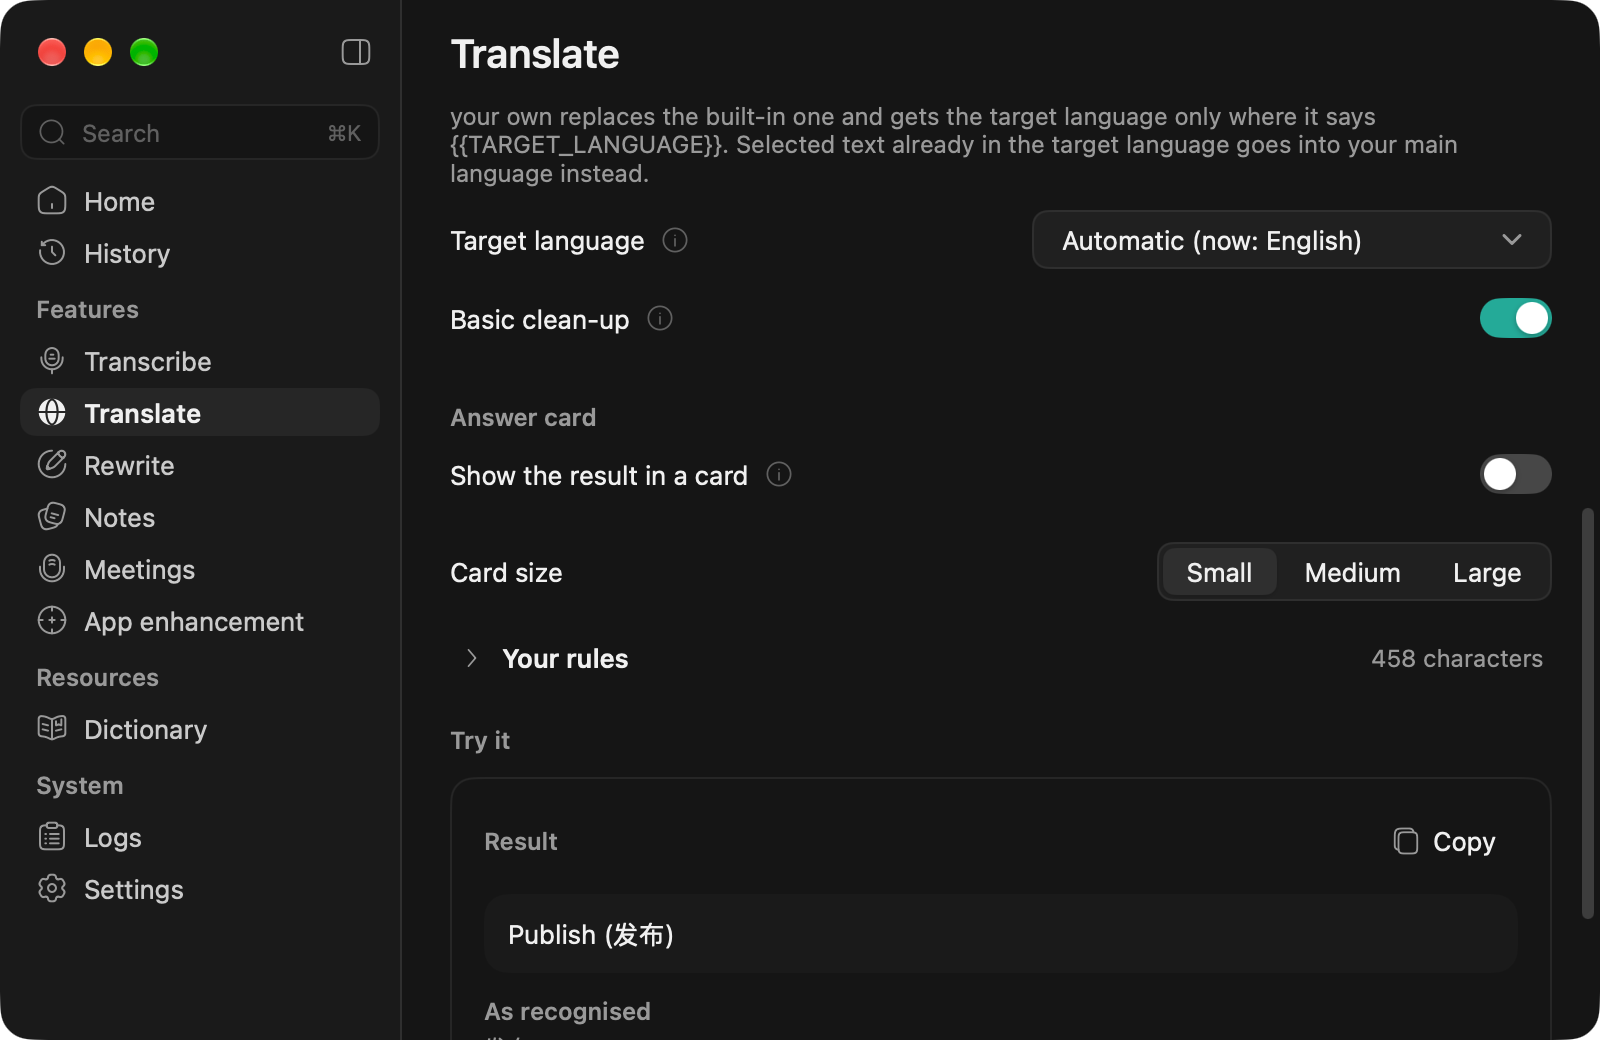 Search ⌘K
Home
History
Features
Transcribe
Translate
Rewrite
Notes
Meetings
App enhancement
Resources
Dictionary
System
Logs
Settings
Translate
your own replaces the built-in one and gets the target language only where it says
{{TARGET_LANGUAGE}}. Selected text already in the target language goes into your main
language instead.
Target language
Automatic (now: English)
Basic clean-up
Answer card
Show the result in a card
Card size
Small Medium Large
Your rules
458 characters
Try it
Result
Copy
Publish (发布)
As recognised